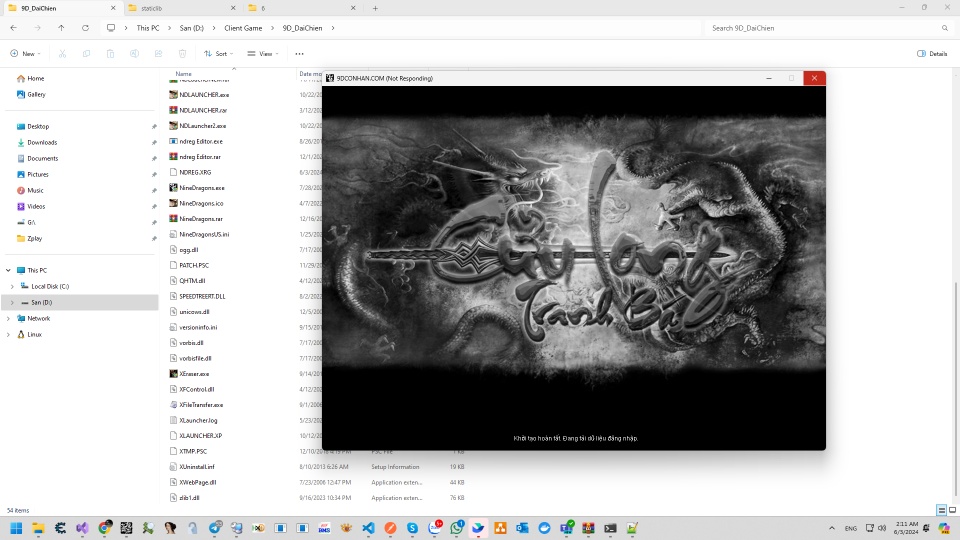 9D_DaiChien
staticlib
6
This PC
San (D:)
Client Game
9D_DaiChien
Search 9D_DaiChien
New
Sort
View
Details
Home
Gallery
Desktop
Downloads
Documents
Pictures
Music
Videos
G:\
Zplay
This PC
Local Disk (C:)
San (D:)
Network
Linux
Name
Date mo
NDLAUNCHER.exe
10/22/20
NDLAUNCHER.rar
3/12/202
NDLauncher2.exe
10/22/20
ndreg Editor.exe
8/26/201
ndreg Editor.rar
12/1/202
NDREG.XRG
6/3/2024
NineDragons.exe
7/28/202
NineDragons.ico
4/7/2022
NineDragons.rar
12/16/20
NineDragonsUS.ini
1/25/202
ogg.dll
7/17/200
PATCH.PSC
11/29/20
QHTM.dll
4/12/202
SPEEDTREERT.DLL
8/2/2022
unicows.dll
12/5/200
versioninfo.ini
9/15/201
vorbis.dll
7/17/200
vorbisfile.dll
7/17/200
XEraser.exe
9/14/201
XFControl.dll
4/12/202
XFileTransfer.exe
9/1/2006
XLauncher.log
5/23/202
XLAUNCHER.XP
10/12/20
XTMP.PSC
XUninstall.inf
8/10/2013 6:26 AM
Setup Information
19 KB
XWebPage.dll
7/23/2006 12:47 PM
Application exten...
44 KB
zlib1.dll
9/16/2023 10:34 PM
Application exten...
76 KB
54 items
9DCONHAN.COM (Not Responding)
Cửu Long
Tranh Bá
Khởi tạo hoàn tất. Đang tải dữ liệu đăng nhập.
ENG
2:11 AM
6/5/2024